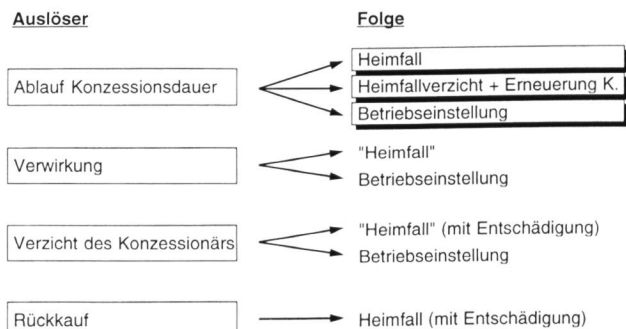 Auslöser
Folge
Ablauf Konzessionsdauer
Heimfall
Heimfallverzicht + Erneuerung K.
Betriebseinstellung
Verwirkung
"Heimfall"
Betriebseinstellung
Verzicht des Konzessionärs
"Heimfall" (mit Entschädigung)
Betriebseinstellung
Rückkauf
Heimfall (mit Entschädigung)